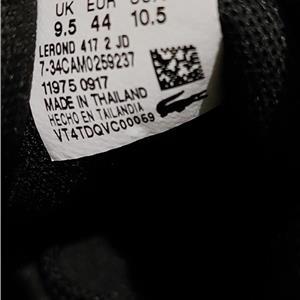 UK EUR
9.5 44 10.5
LEROND 417 2 JD
7-34CAM0259237
11975 0917
MADE IN THAILAND
HECHO EN TAILANDIA
VT4TDQVC00059